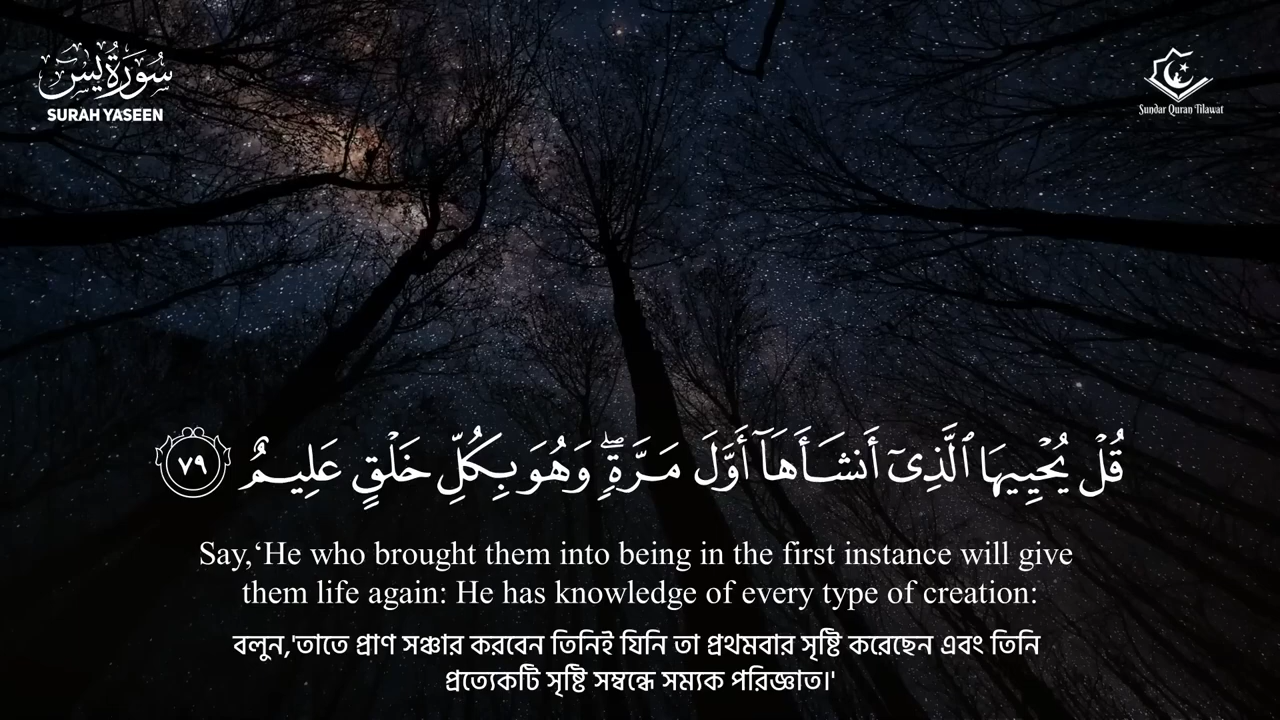 سُورَةُ يس
SURAH YASEEN
Sundar Quran Tilawat
قُلْ يُحْيِيهَا ٱلَّذِىٓ أَنشَأَهَآ أَوَّلَ مَرَّةٍۢ ۖ وَهُوَ بِكُلِّ خَلْقٍ عَلِيمٌ ٧٩
Say,‘He who brought them into being in the first instance will give
them life again: He has knowledge of every type of creation:
বলুন,'তাতে প্রাণ সঞ্চার করবেন তিনিই যিনি তা প্রথমবার সৃষ্টি করেছেন এবং তিনি
প্রত্যেকটি সৃষ্টি সম্বন্ধে সম্যক পরিজ্ঞাত।'